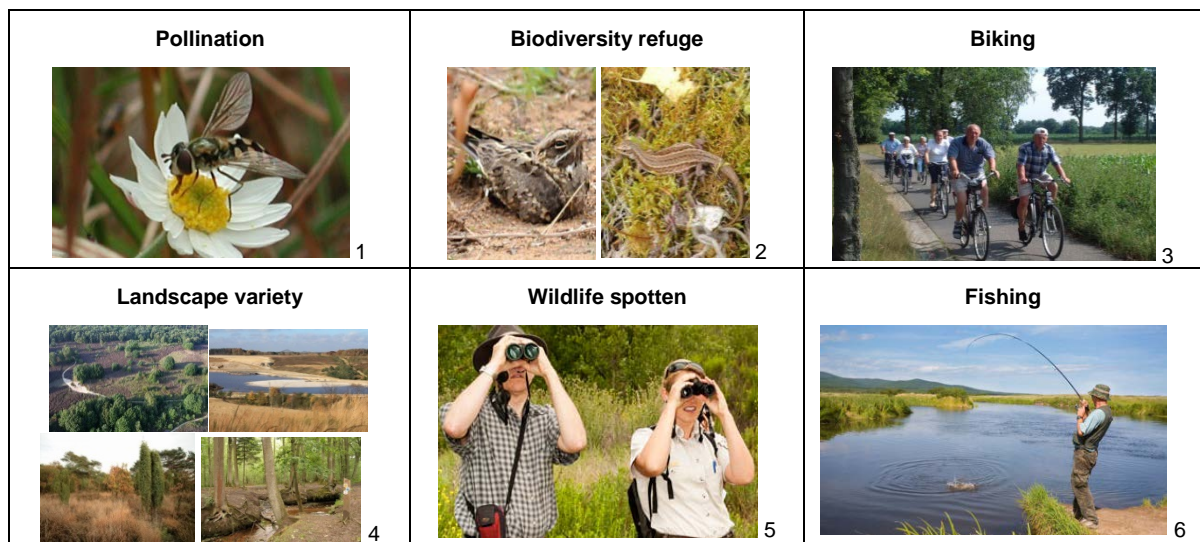 Pollination
Biodiversity refuge
Biking
1
2
3
Landscape variety
Wildlife spotten
Fishing
4
5
6